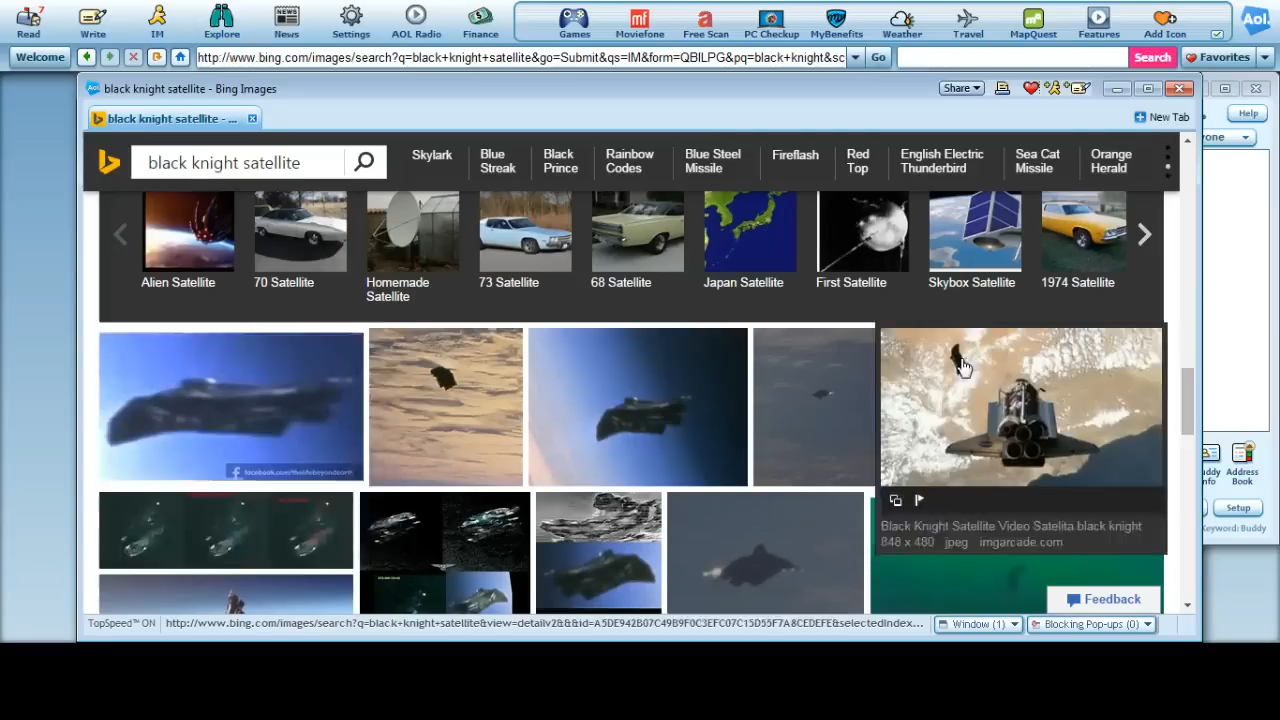 7
Read
Write
IM
Explore
News
Settings
AOL Radio
Finance
Games
Moviefone
Free Scan
PC Checkup
MyBenefits
Weather
Travel
MapQuest
Features
Add Icon
Aol.
Welcome
http://www.bing.com/images/search?q=black+knight+satellite&go=Submit&qs=IM&form=QBILPG&pq=black+knight&sc
Go
Search
Favorites
black knight satellite - Bing Images
Share
black knight satellite - ...
New Tab
Help
yone
black knight satellite
Skylark
Blue
Streak
Black
Prince
Rainbow
Codes
Blue Steel
Missile
Fireflash
Red
Top
English Electric
Thunderbird
Sea Cat
Missile
Orange
Herald
Alien Satellite
70 Satellite
Homemade
Satellite
73 Satellite
68 Satellite
Japan Satellite
First Satellite
Skybox Satellite
1974 Satellite
Black Knight Satellite Video Satelita black knight
848 x 480 jpeg imgarcade.com
Feedback
uddy
Info
Address
Book
Setup
Keyword: Buddy
TopSpeed™ ON
http://www.bing.com/images/search?q=black+knight+satellite&view=detailv2&&id=A5DE942B07C49B9F0C3EFC07C15D55F7A8CEDEFE&selectedIndex...
Window (1)
Blocking Pop-ups (0)